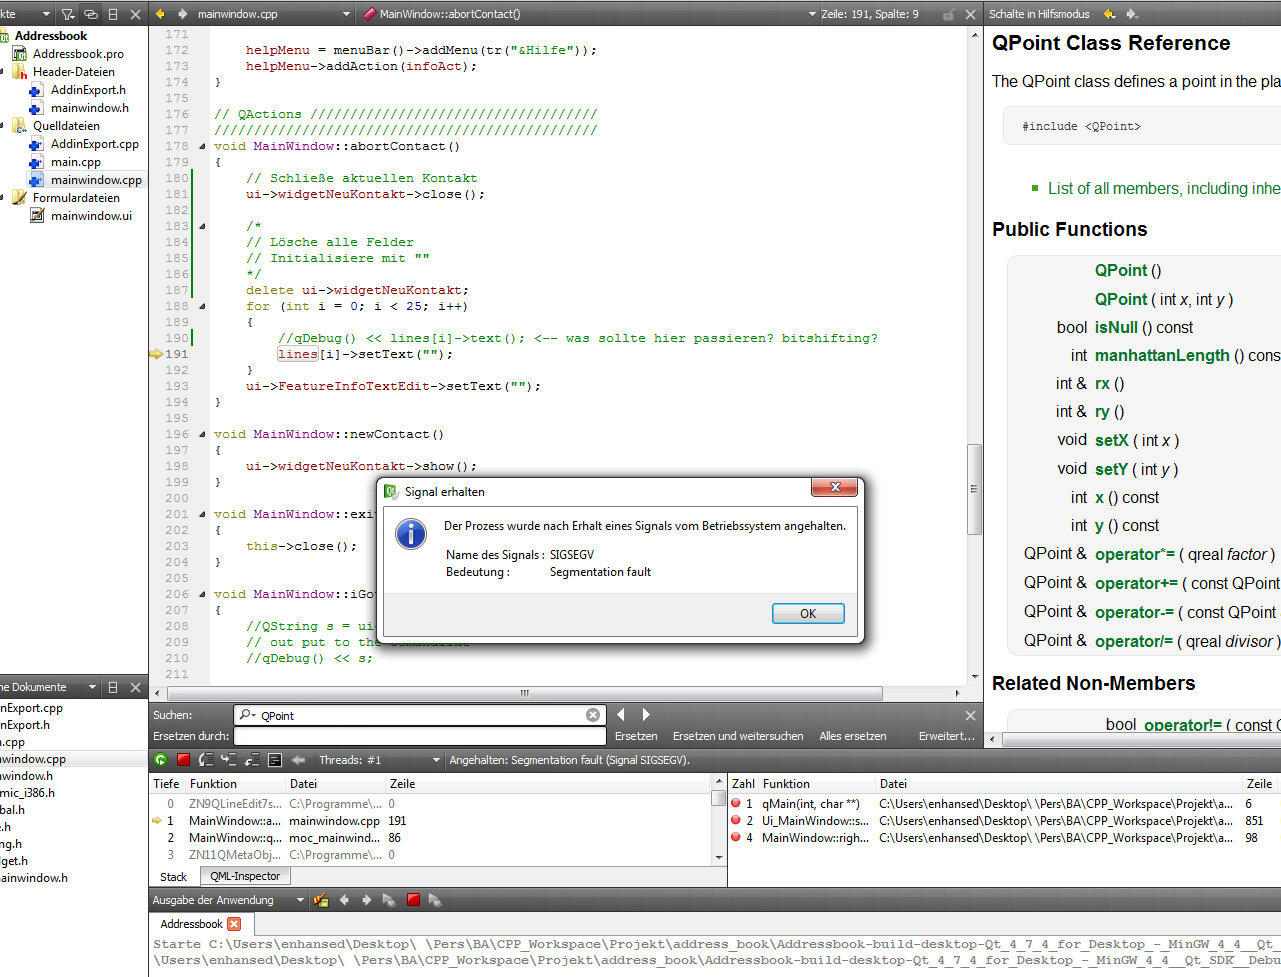 kte
mainwindow.cpp
MainWindow::abortContact()
Zeile: 191, Spalte: 9
Schalte in Hilfsmodus
Addressbook
Addressbook.pro
Header-Dateien
AddinExport.h
mainwindow.h
Quelldateien
AddinExport.cpp
main.cpp
mainwindow.cpp
Formulardateien
mainwindow.ui
171
172 helpMenu = menuBar()->addMenu(tr("&Hilfe"));
173 helpMenu->addAction(infoAct);
174 }
175
176 // QActions ////////////////////////////////////
177 ////////////////////////////////////////////////
178 void MainWindow::abortContact()
179 {
180 // Schließe aktuellen Kontakt
181 ui->widgetNeuKontakt->close();
182
183 /*
184 // Lösche alle Felder
185 // Initialisiere mit ""
186 */
187 delete ui->widgetNeuKontakt;
188 for (int i = 0; i < 25; i++)
189 {
190 //qDebug() << lines[i]->text(); <-- was sollte hier passieren? bitshifting?
191 lines[i]->setText("");
192 }
193 ui->FeatureInfoTextEdit->setText("");
194 }
195
196 void MainWindow::newContact()
197 {
198 ui->widgetNeuKontakt->show();
199 }
200
201 void MainWindow::exi
202 {
203 this->close();
204 }
205
206 void MainWindow::iGo
207 {
208 //QString s = ui
209 // out put to the
210 //qDebug() << s;
211
Signal erhalten
Der Prozess wurde nach Erhalt eines Signals vom Betriebssystem angehalten.
Name des Signals : SIGSEGV
Bedeutung : Segmentation fault
OK
QPoint Class Reference
The QPoint class defines a point in the pla
#include <QPoint>
List of all members, including inhe
Public Functions
QPoint ()
QPoint ( int x, int y )
bool isNull () const
int manhattanLength () cons
int & rx ()
int & ry ()
void setX ( int x )
void setY ( int y )
int x () const
int y () const
QPoint & operator*= ( qreal factor )
QPoint & operator+= ( const QPoint
QPoint & operator-= ( const QPoint
QPoint & operator/= ( qreal divisor )
Related Non-Members
bool operator!= ( const Q
ne Dokumente
inExport.cpp
inExport.h
n.cpp
nwindow.cpp
nwindow.h
mic_i386.h
bal.h
e.h
ng.h
dget.h
nainwindow.h
Suchen: QPoint
Ersetzen durch:
Ersetzen
Ersetzen und weitersuchen
Alles ersetzen
Erweitert...
Threads: #1
Angehalten: Segmentation fault (Signal SIGSEGV).
Tiefe Funktion Datei Zeile
0 ZN9QLineEdit7s... C:\Programme\... 0
1 MainWindow::a... mainwindow.cpp 191
2 MainWindow::q... moc_mainwind... 86
3 ZN11QMetaObj... C:\Programme\... 0
Stack
QML-Inspector
Zahl Funktion Datei Zeile
1 qMain(int, char **) C:\Users\enhansed\Desktop\ \Pers\BA\CPP_Workspace\Projekt\a... 6
2 Ui_MainWindow::s... C:\Users\enhansed\Desktop\ \Pers\BA\CPP_Workspace\Projekt\a... 851
4 MainWindow::righ... C:\Users\enhansed\Desktop\ \Pers\BA\CPP_Workspace\Projekt\a... 98
Ausgabe der Anwendung
Addressbook
Starte C:\Users\enhansed\Desktop\ \Pers\BA\CPP_Workspace\Projekt\address_book\Addressbook-build-desktop-Qt_4_7_4_for_Desktop_-_MinGW_4_4__Qt_
\Users\enhansed\Desktop\ \Pers\BA\CPP_Workspace\Projekt\address_book\Addressbook-build-desktop-Qt_4_7_4_for_Desktop_-_MinGW_4_4__Qt_SDK__Debu